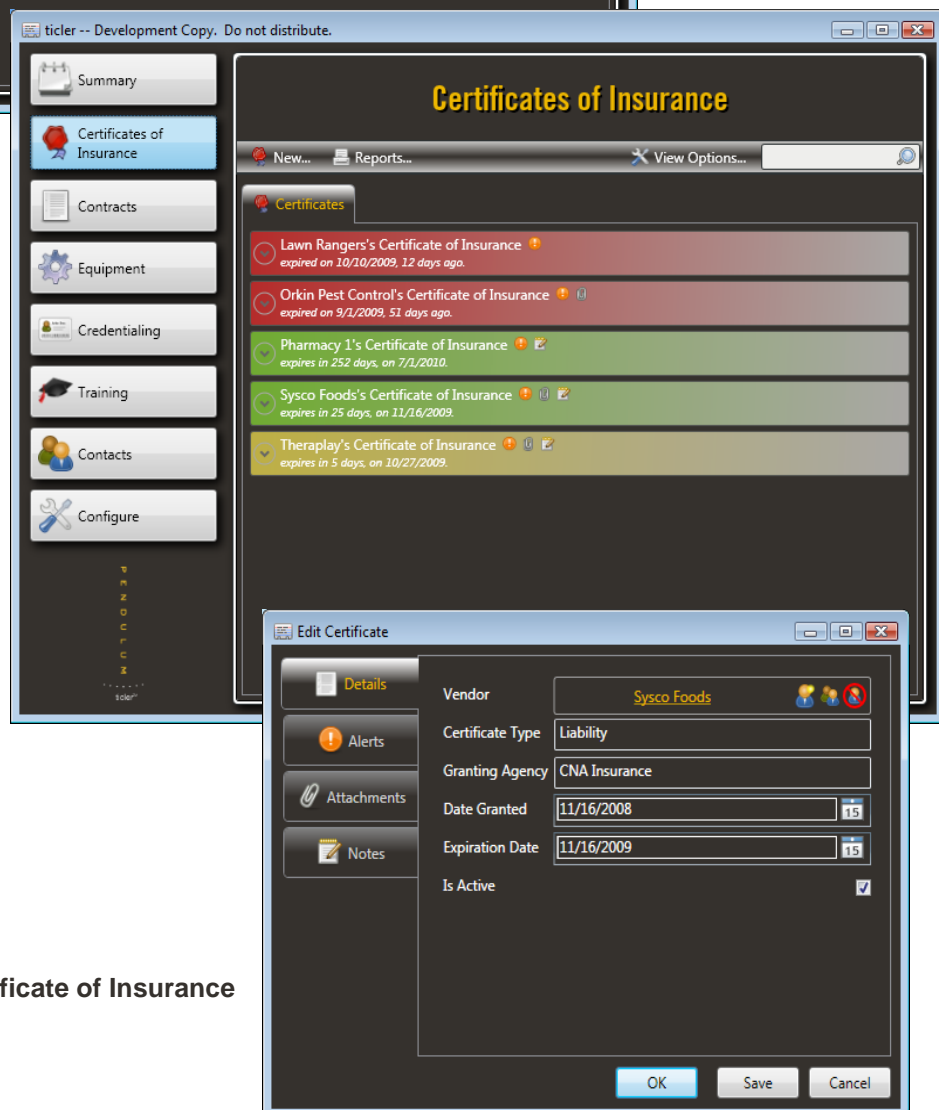 ticler -- Development Copy. Do not distribute.
Summary
Certificates of
Insurance
Contracts
Equipment
Credentialing
Training
Contacts
Configure
PENDULUM
ticler
Certificates of Insurance
New...
Reports...
View Options...
Certificates
Lawn Rangers's Certificate of Insurance
expired on 10/10/2009, 12 days ago.
Orkin Pest Control's Certificate of Insurance
expired on 9/1/2009, 51 days ago.
Pharmacy 1's Certificate of Insurance
expires in 252 days, on 7/1/2010.
Sysco Foods's Certificate of Insurance
expires in 25 days, on 11/16/2009.
Theraplay's Certificate of Insurance
expires in 5 days, on 10/27/2009.
Edit Certificate
Details
Alerts
Attachments
Notes
Vendor
Sysco Foods
Certificate Type
Liability
Granting Agency
CNA Insurance
Date Granted
11/16/2008
15
Expiration Date
11/16/2009
15
Is Active
OK
Save
Cancel
ficate of Insurance